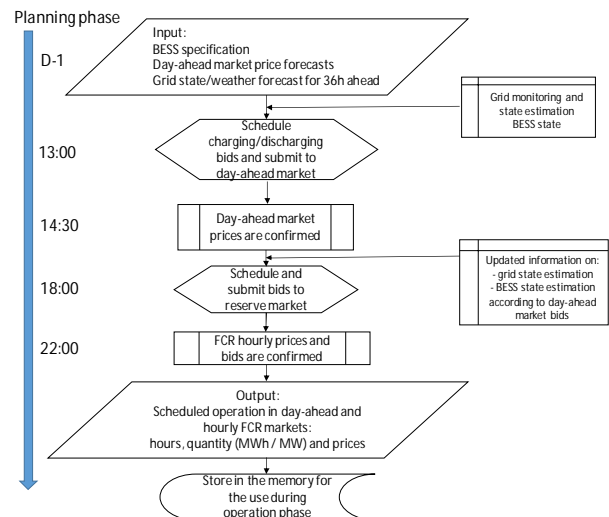 Planning phase
D-1
Input:
BESS specification
Day-ahead market price forecasts
Grid state/weather forecast for 36h ahead
Grid monitoring and
state estimation
BESS state
13:00
Schedule
charging/discharging
bids and submit to
day-ahead market
14:30
Day-ahead market
prices are confirmed
Updated information on:
- grid state estimation
- BESS state estimation
according to day-ahead
market bids
18:00
Schedule and
submit bids to
reserve market
22:00
FCR hourly prices and
bids are confirmed
Output:
Scheduled operation in day-ahead and
hourly FCR markets:
hours, quantity (MWh / MW) and prices
Store in the memory for
the use during
operation phase